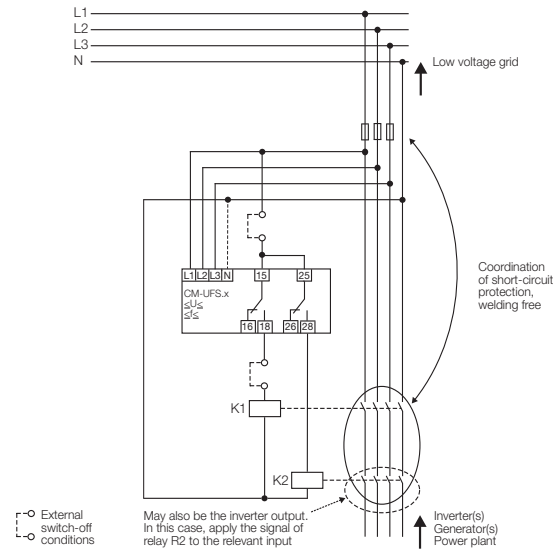 L1
L2
L3
N
Low voltage grid
L1 L2 L3 N
15
25
CM-UFS.x
≤U≤
≤f≤
16 18
26 28
Coordination
of short-circuit
protection,
welding free
K1
K2
External
switch-off
conditions
May also be the inverter output.
In this case, apply the signal of
relay R2 to the relevant input
Inverter(s)
Generator(s)
Power plant